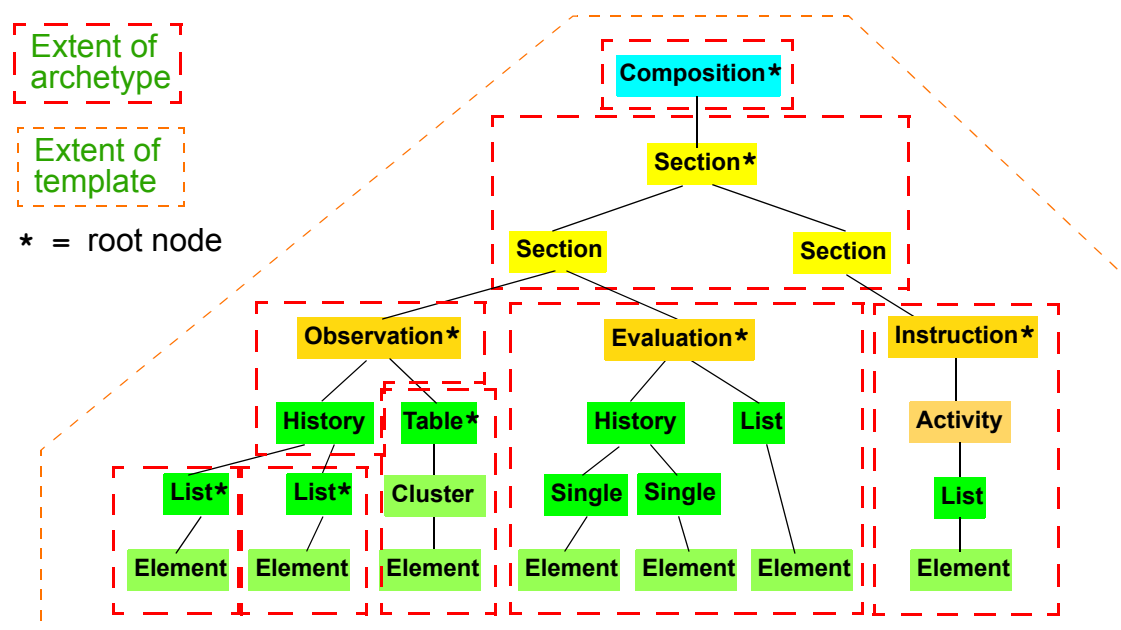 Extent of
archetype
Extent of
template
* = root node
Composition*
Section*
Section Section
Observation* Evaluation* Instruction*
History Table* History List Activity
List* List* Cluster Single Single List
Element Element Element Element Element Element Element